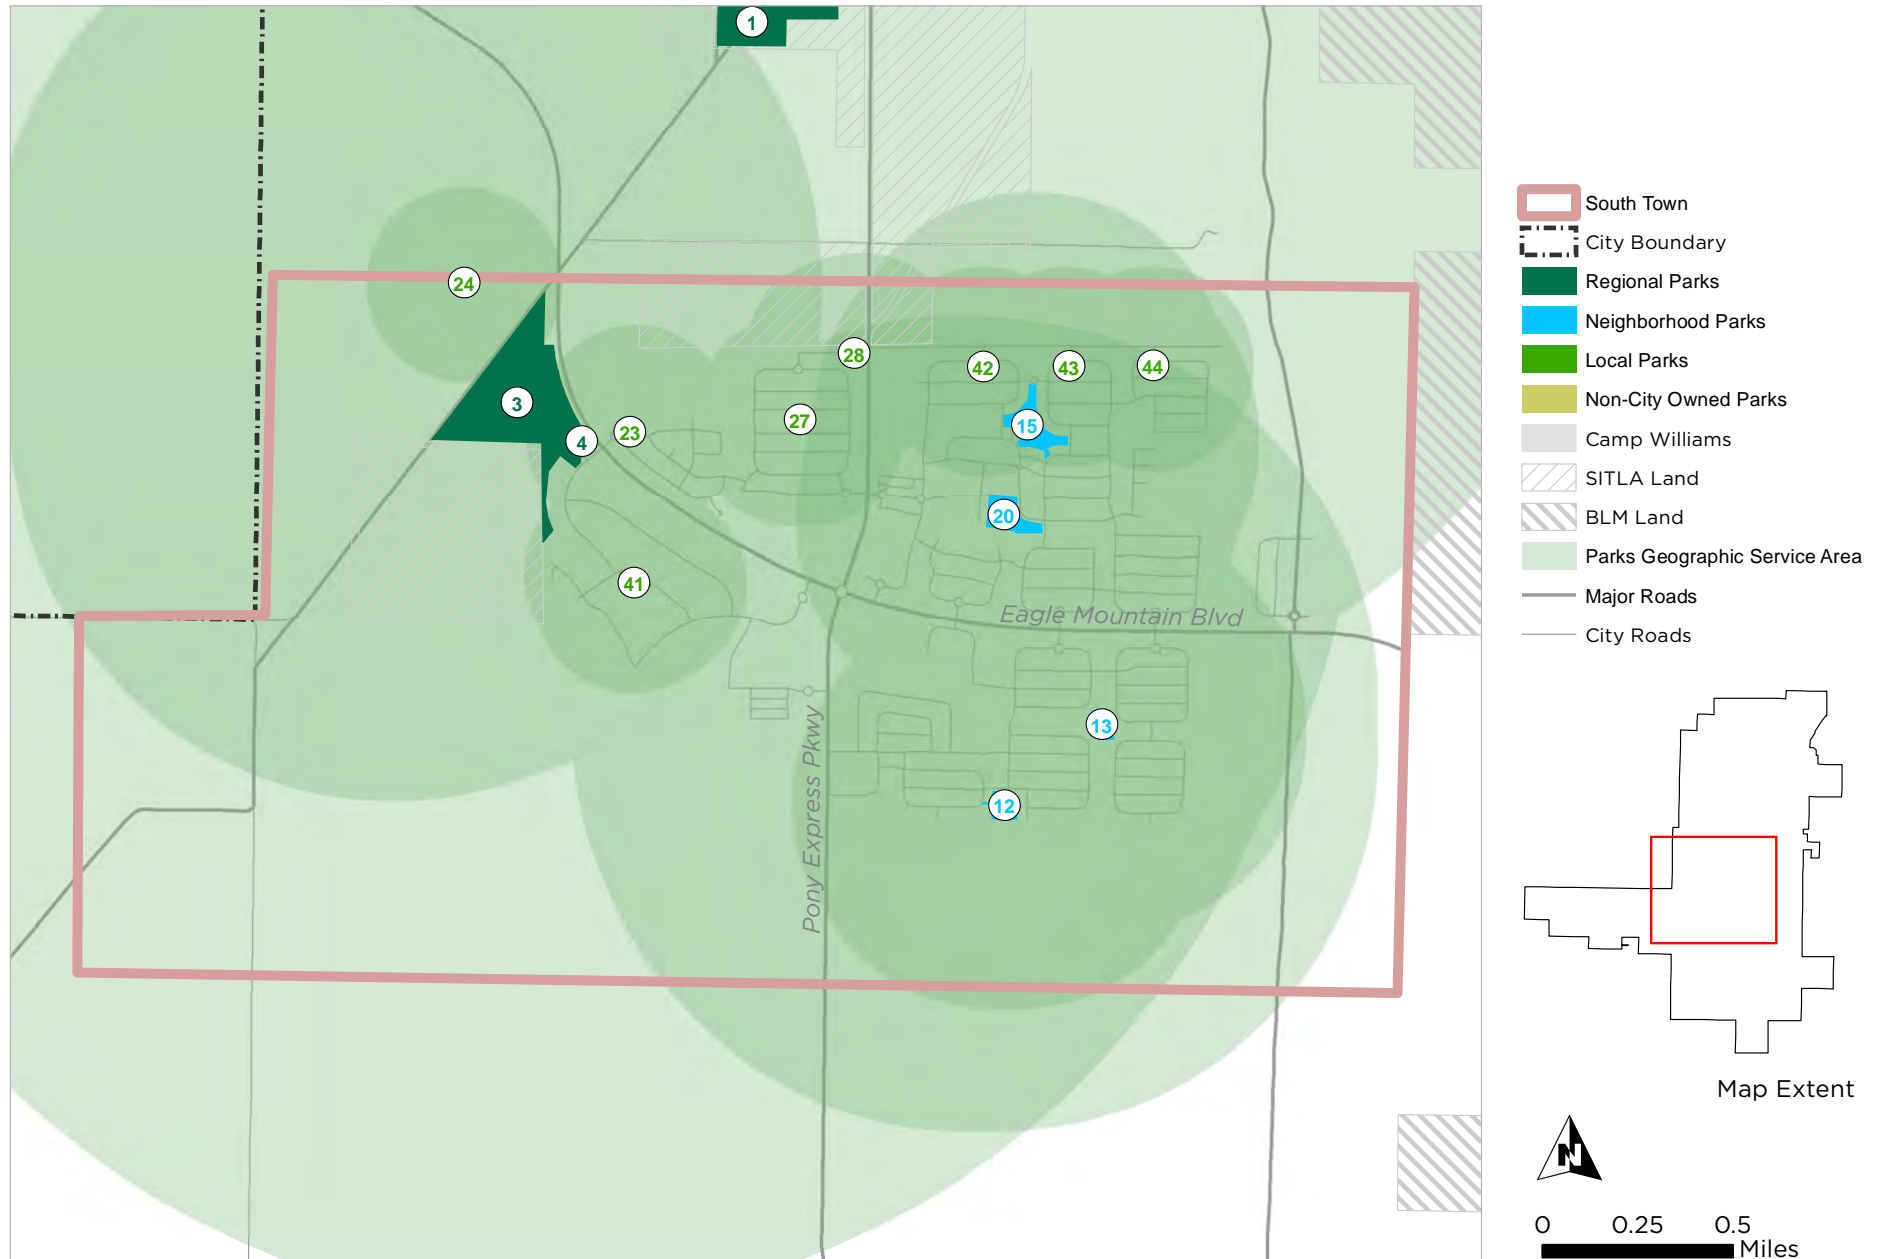 1
24
28
42
43
44
3
27
15
23
4
20
41
Eagle Mountain Blvd
13
Pony Express Pkwy
12
South Town
City Boundary
Regional Parks
Neighborhood Parks
Local Parks
Non-City Owned Parks
Camp Williams
SITLA Land
BLM Land
Parks Geographic Service Area
Major Roads
City Roads
Map Extent
N
0 0.25 0.5
Miles